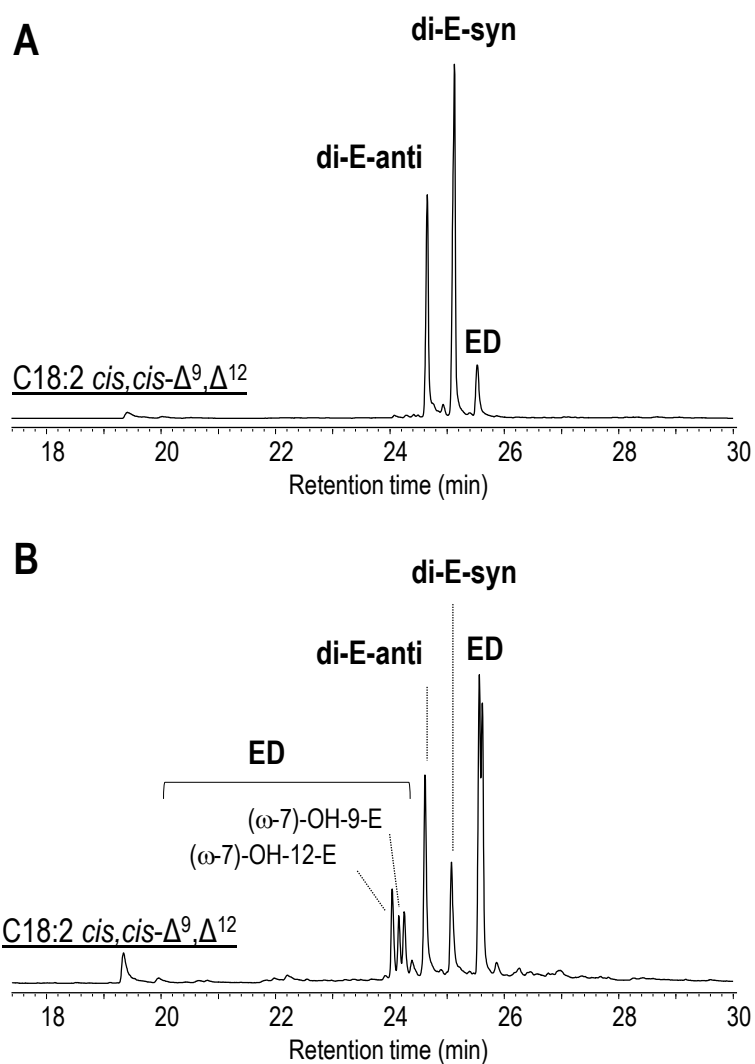 A
di-E-syn
di-E-anti
ED
C18:2 cis,cis-Δ⁹,Δ¹²
18 20 22 24 26 28 30
Retention time (min)
B
di-E-syn
di-E-anti
ED
ED
(ω-7)-OH-9-E
(ω-7)-OH-12-E
C18:2 cis,cis-Δ⁹,Δ¹²
18 20 22 24 26 28 30
Retention time (min)